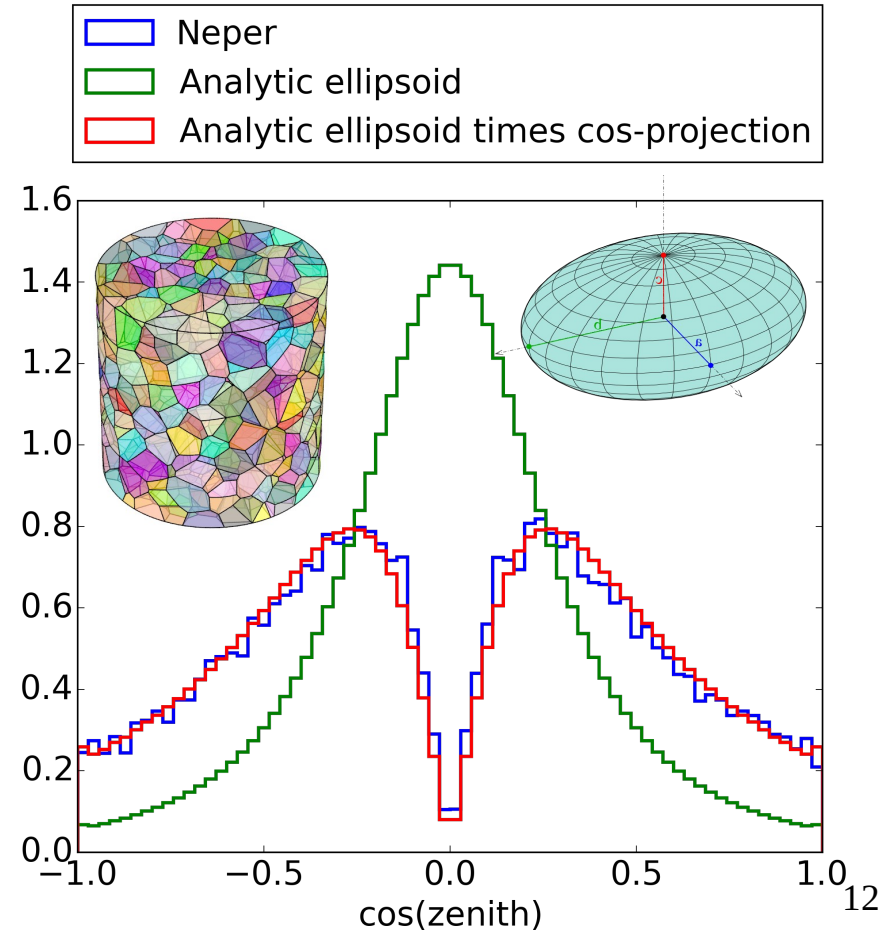 Neper
Analytic ellipsoid
Analytic ellipsoid times cos-projection
1.6
1.4
1.2
1.0
0.8
0.6
0.4
0.2
0.0
c
b
a
−1.0 −0.5 0.0 0.5 1.0
cos(zenith)
12